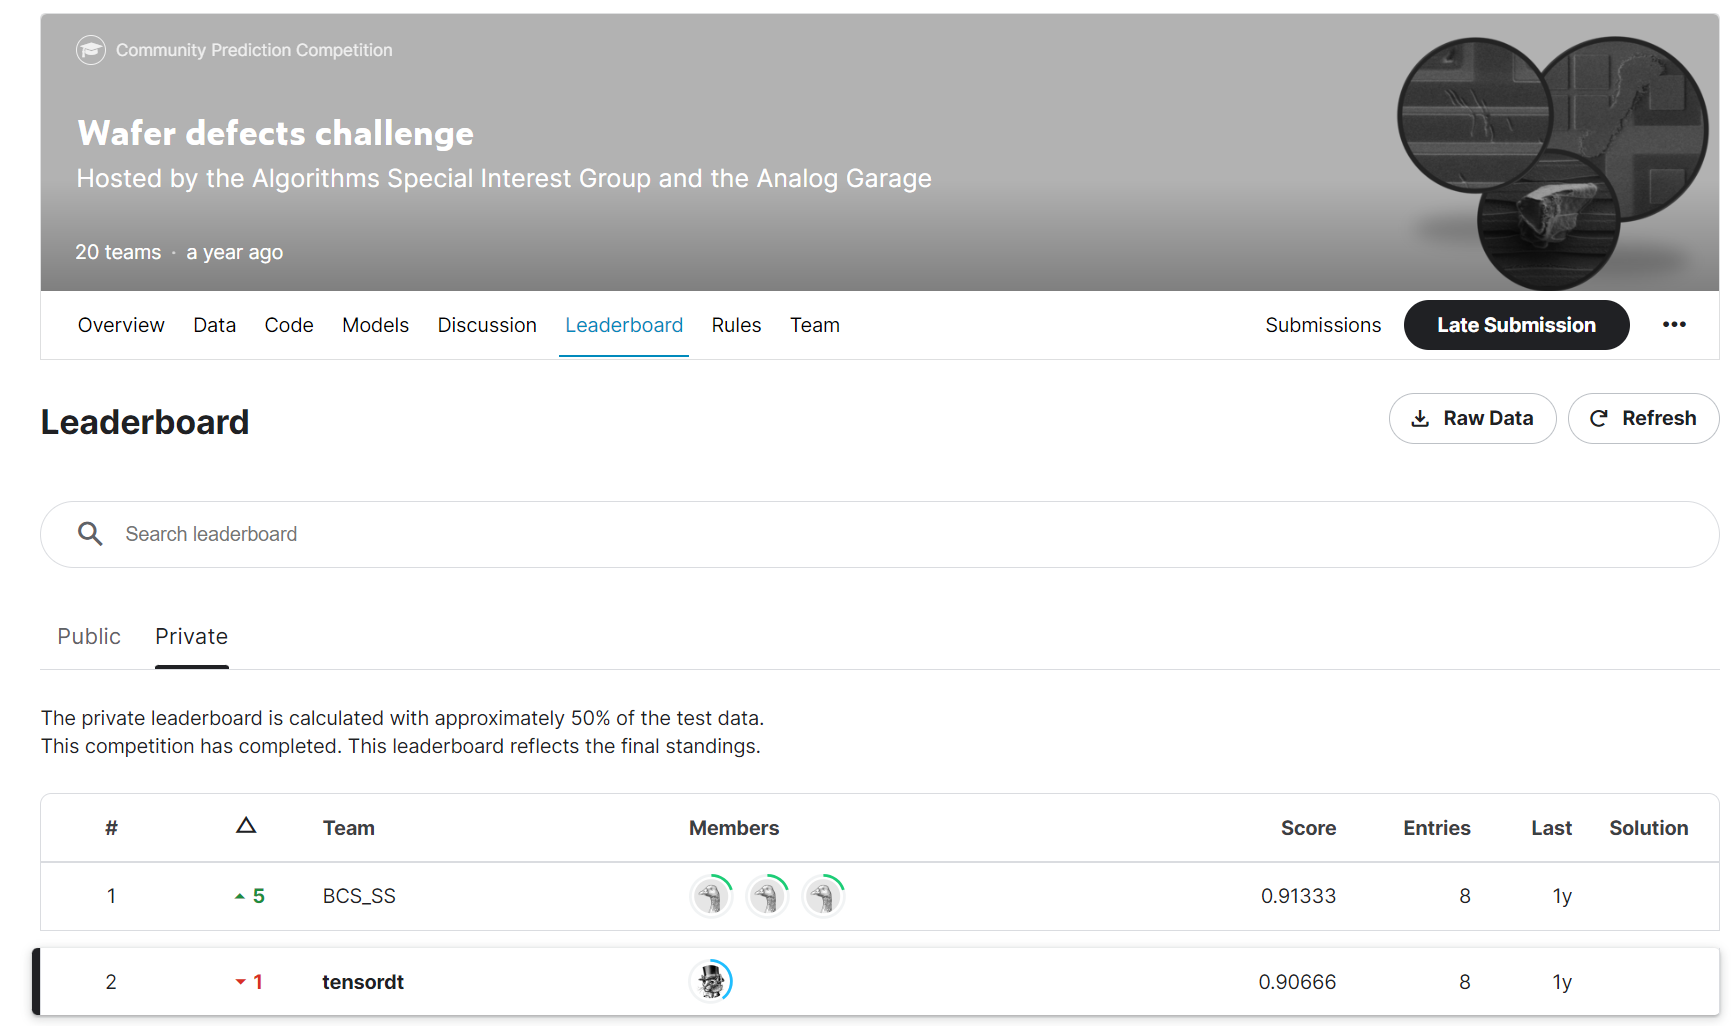 Community Prediction Competition
Wafer defects challenge
Hosted by the Algorithms Special Interest Group and the Analog Garage
20 teams · a year ago
Overview Data Code Models Discussion Leaderboard Rules Team Submissions Late Submission
Leaderboard Raw Data Refresh
Search leaderboard
Public Private
The private leaderboard is calculated with approximately 50% of the test data.
This competition has completed. This leaderboard reflects the final standings.
# △ Team Members Score Entries Last Solution
1 5 BCS_SS 0.91333 8 1y
2 1 tensordt 0.90666 8 1y